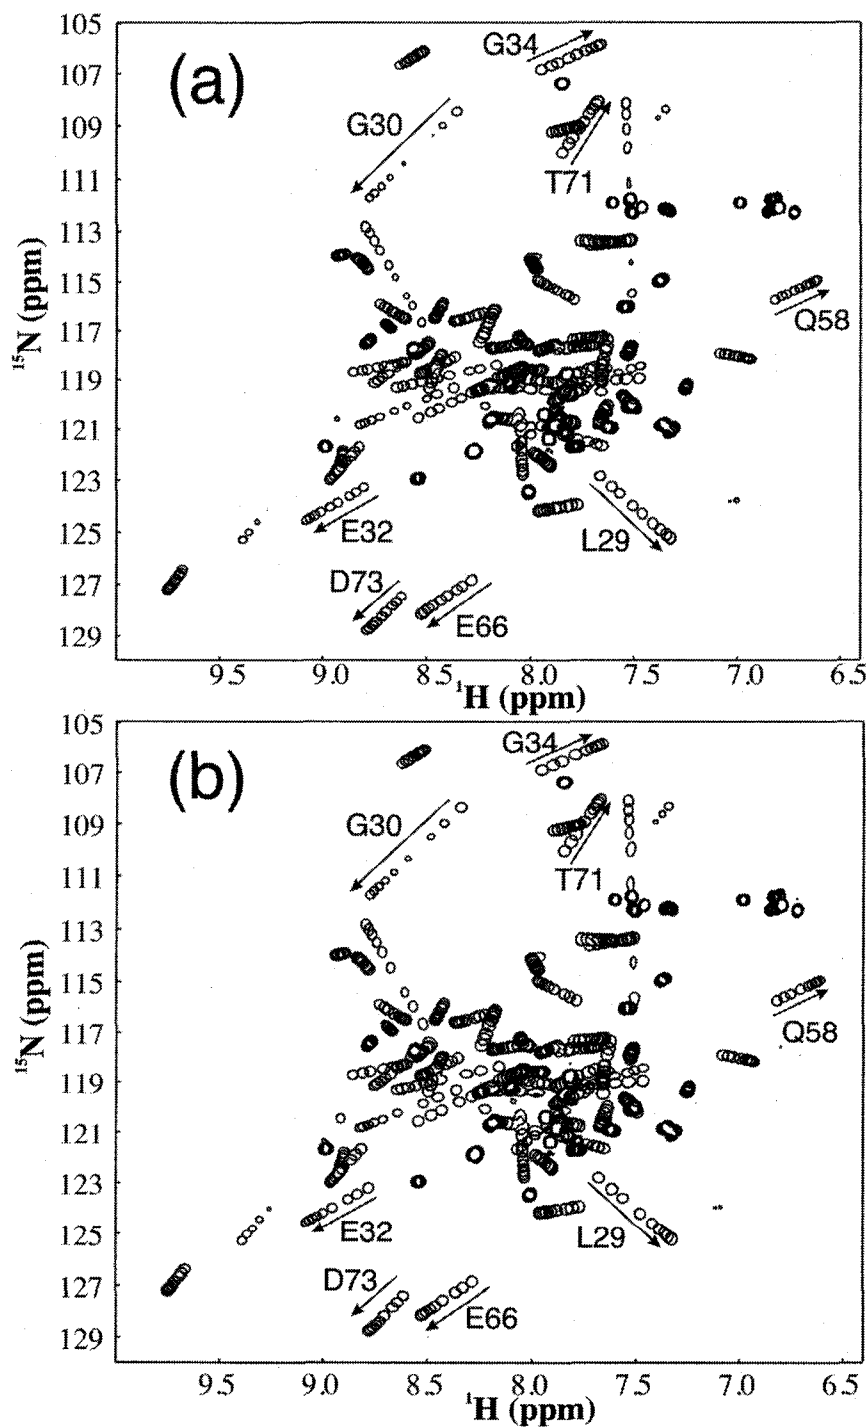 (a)
105
107
109
111
113
115
117
119
121
123
125
127
129
¹⁵N (ppm)
G34
G30
T71
Q58
E32
L29
D73
E66
9.5 9.0 8.5 8.0 7.5 7.0 6.5
¹H (ppm)
(b)
105
107
109
111
113
115
117
119
121
123
125
127
129
¹⁵N (ppm)
G34
G30
T71
Q58
E32
L29
D73
E66
9.5 9.0 8.5 8.0 7.5 7.0 6.5
¹H (ppm)